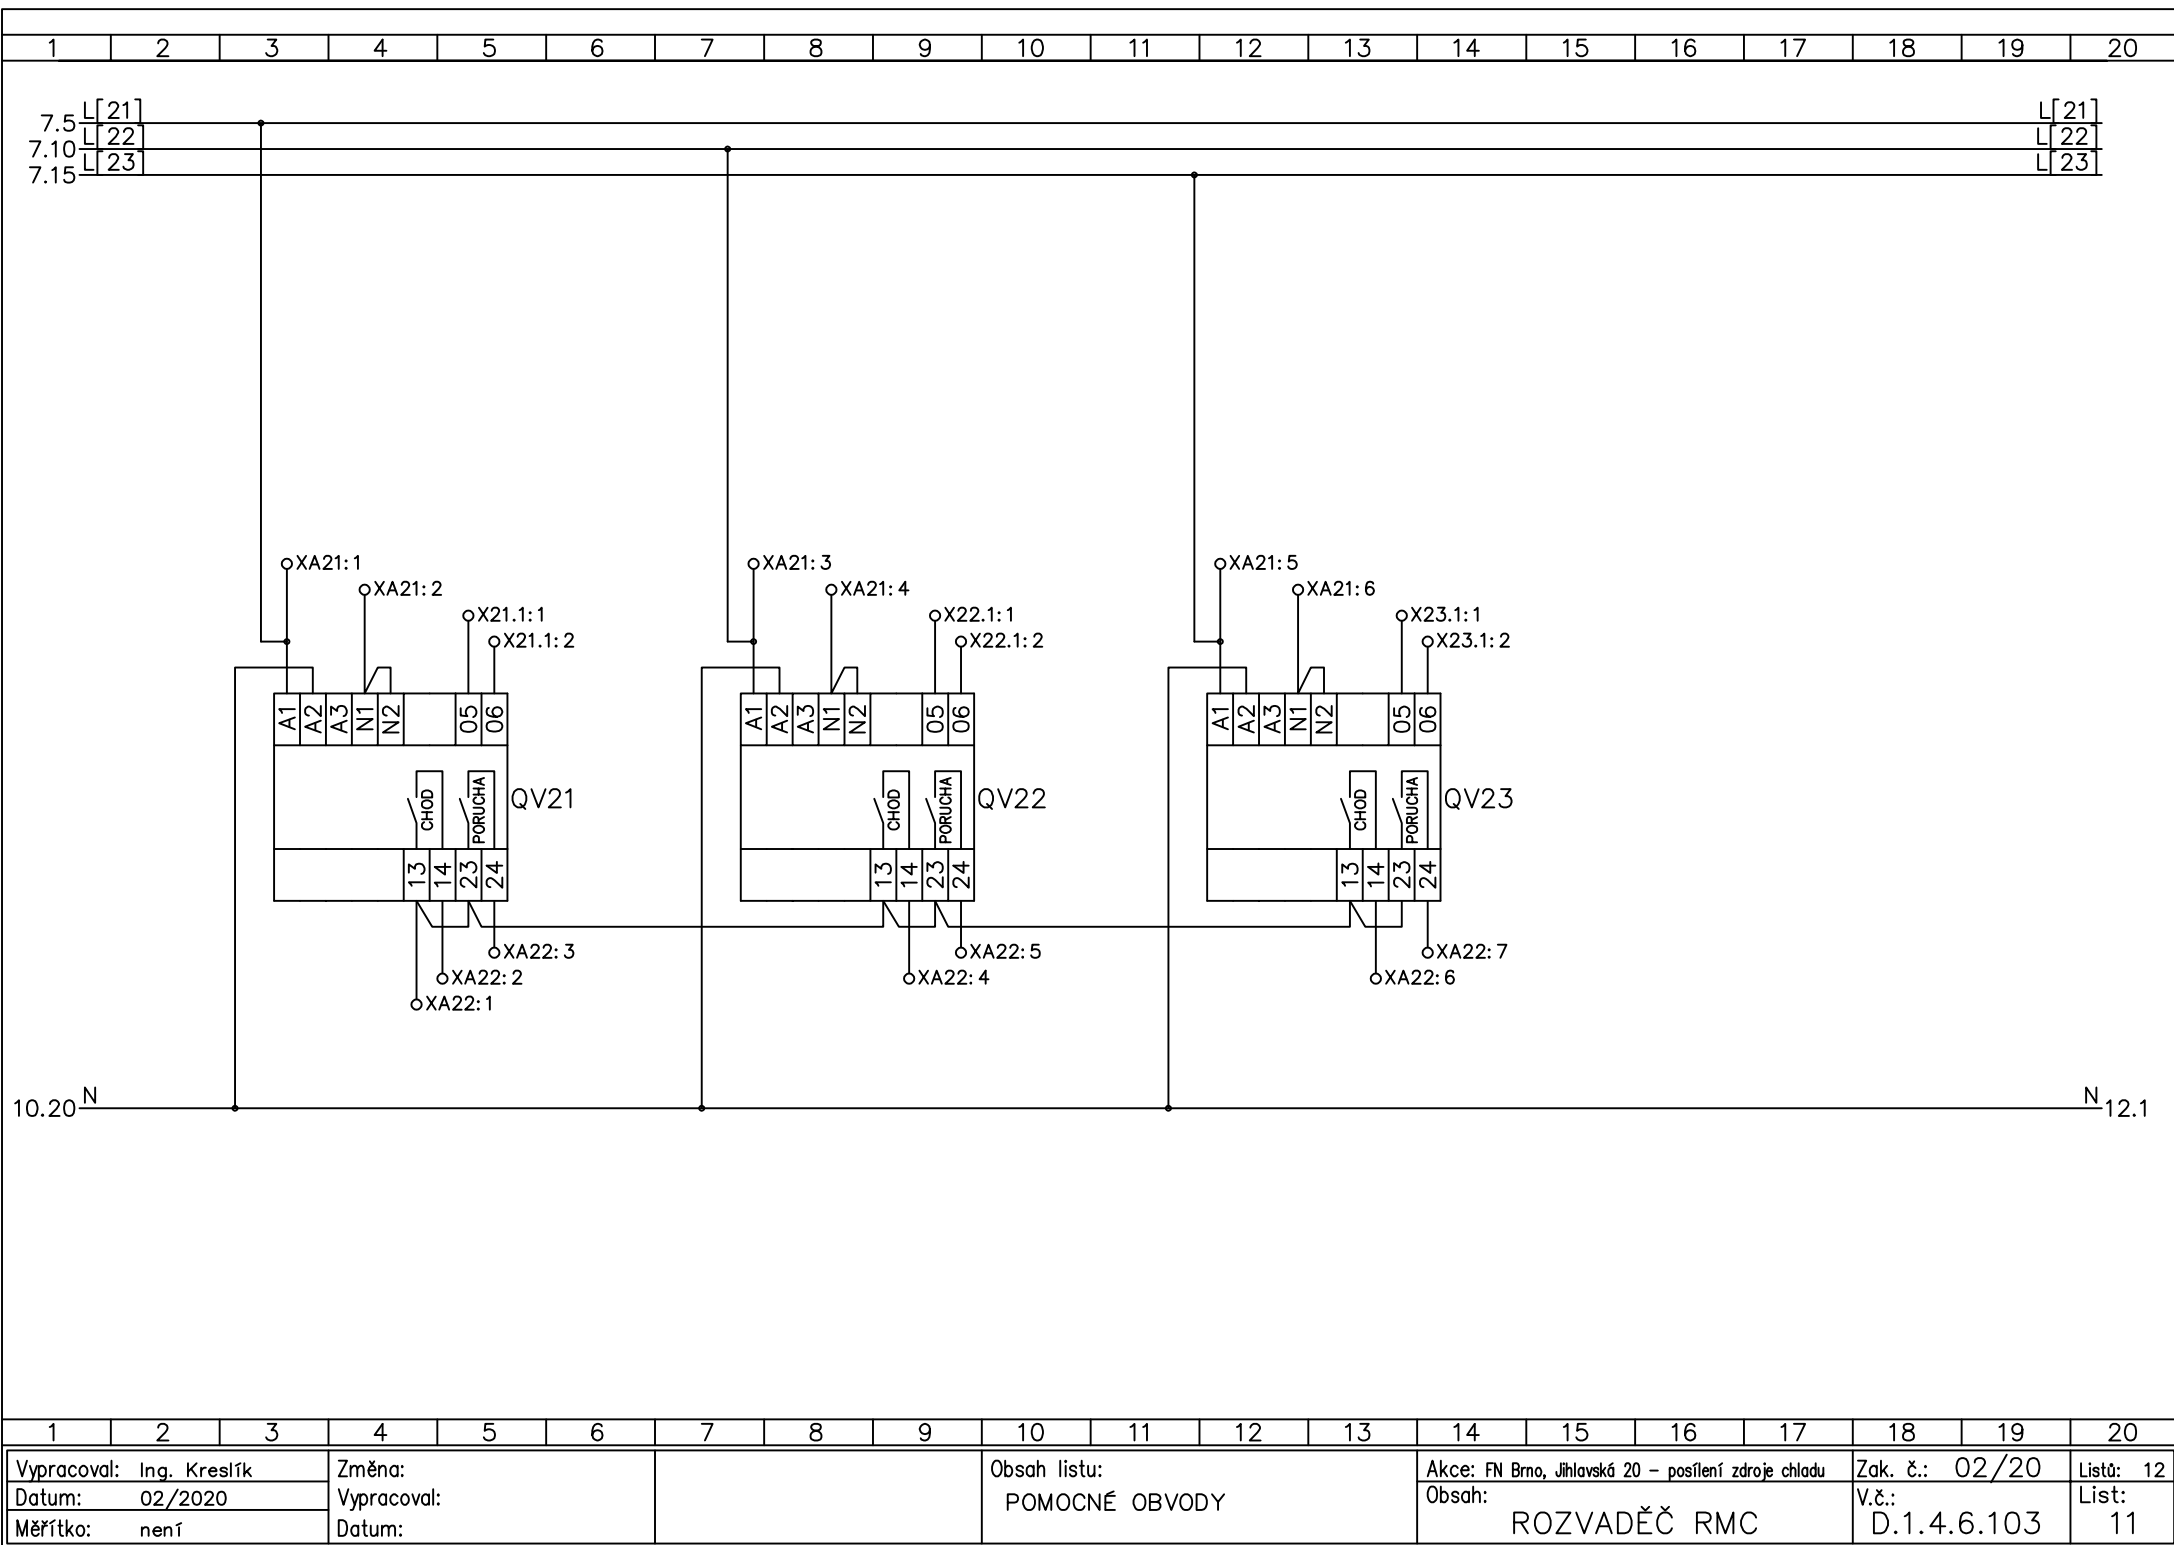 1 2 3 4 5 6 7 8 9 10 11 12 13 14 15 16 17 18 19 20
7.5 L[21] L[21]
7.10 L[22] L[22]
7.15 L[23] L[23]
XA21:1 XA21:3 XA21:5
XA21:2 XA21:4 XA21:6
X21.1:1 X22.1:1 X23.1:1
X21.1:2 X22.1:2 X23.1:2
A1 A2 A3 N1 N2 05 06 A1 A2 A3 N1 N2 05 06 A1 A2 A3 N1 N2 05 06
CHOD PORUCHA QV21 CHOD PORUCHA QV22 CHOD PORUCHA QV23
13 14 23 24 13 14 23 24 13 14 23 24
XA22:3 XA22:5 XA22:7
XA22:2 XA22:4 XA22:6
XA22:1
10.20 N N 12.1
1 2 3 4 5 6 7 8 9 10 11 12 13 14 15 16 17 18 19 20
Vypracoval: Ing. Kreslík
Datum: 02/2020
Měřítko: není
Změna:
Vypracoval:
Datum:
Obsah listu:
POMOCNÉ OBVODY
Akce: FN Brno, Jihlavská 20 – posílení zdroje chladu
Obsah:
ROZVADĚČ RMC
Zak. č.: 02/20
V.č.:
D.1.4.6.103
Listů: 12
List:
11